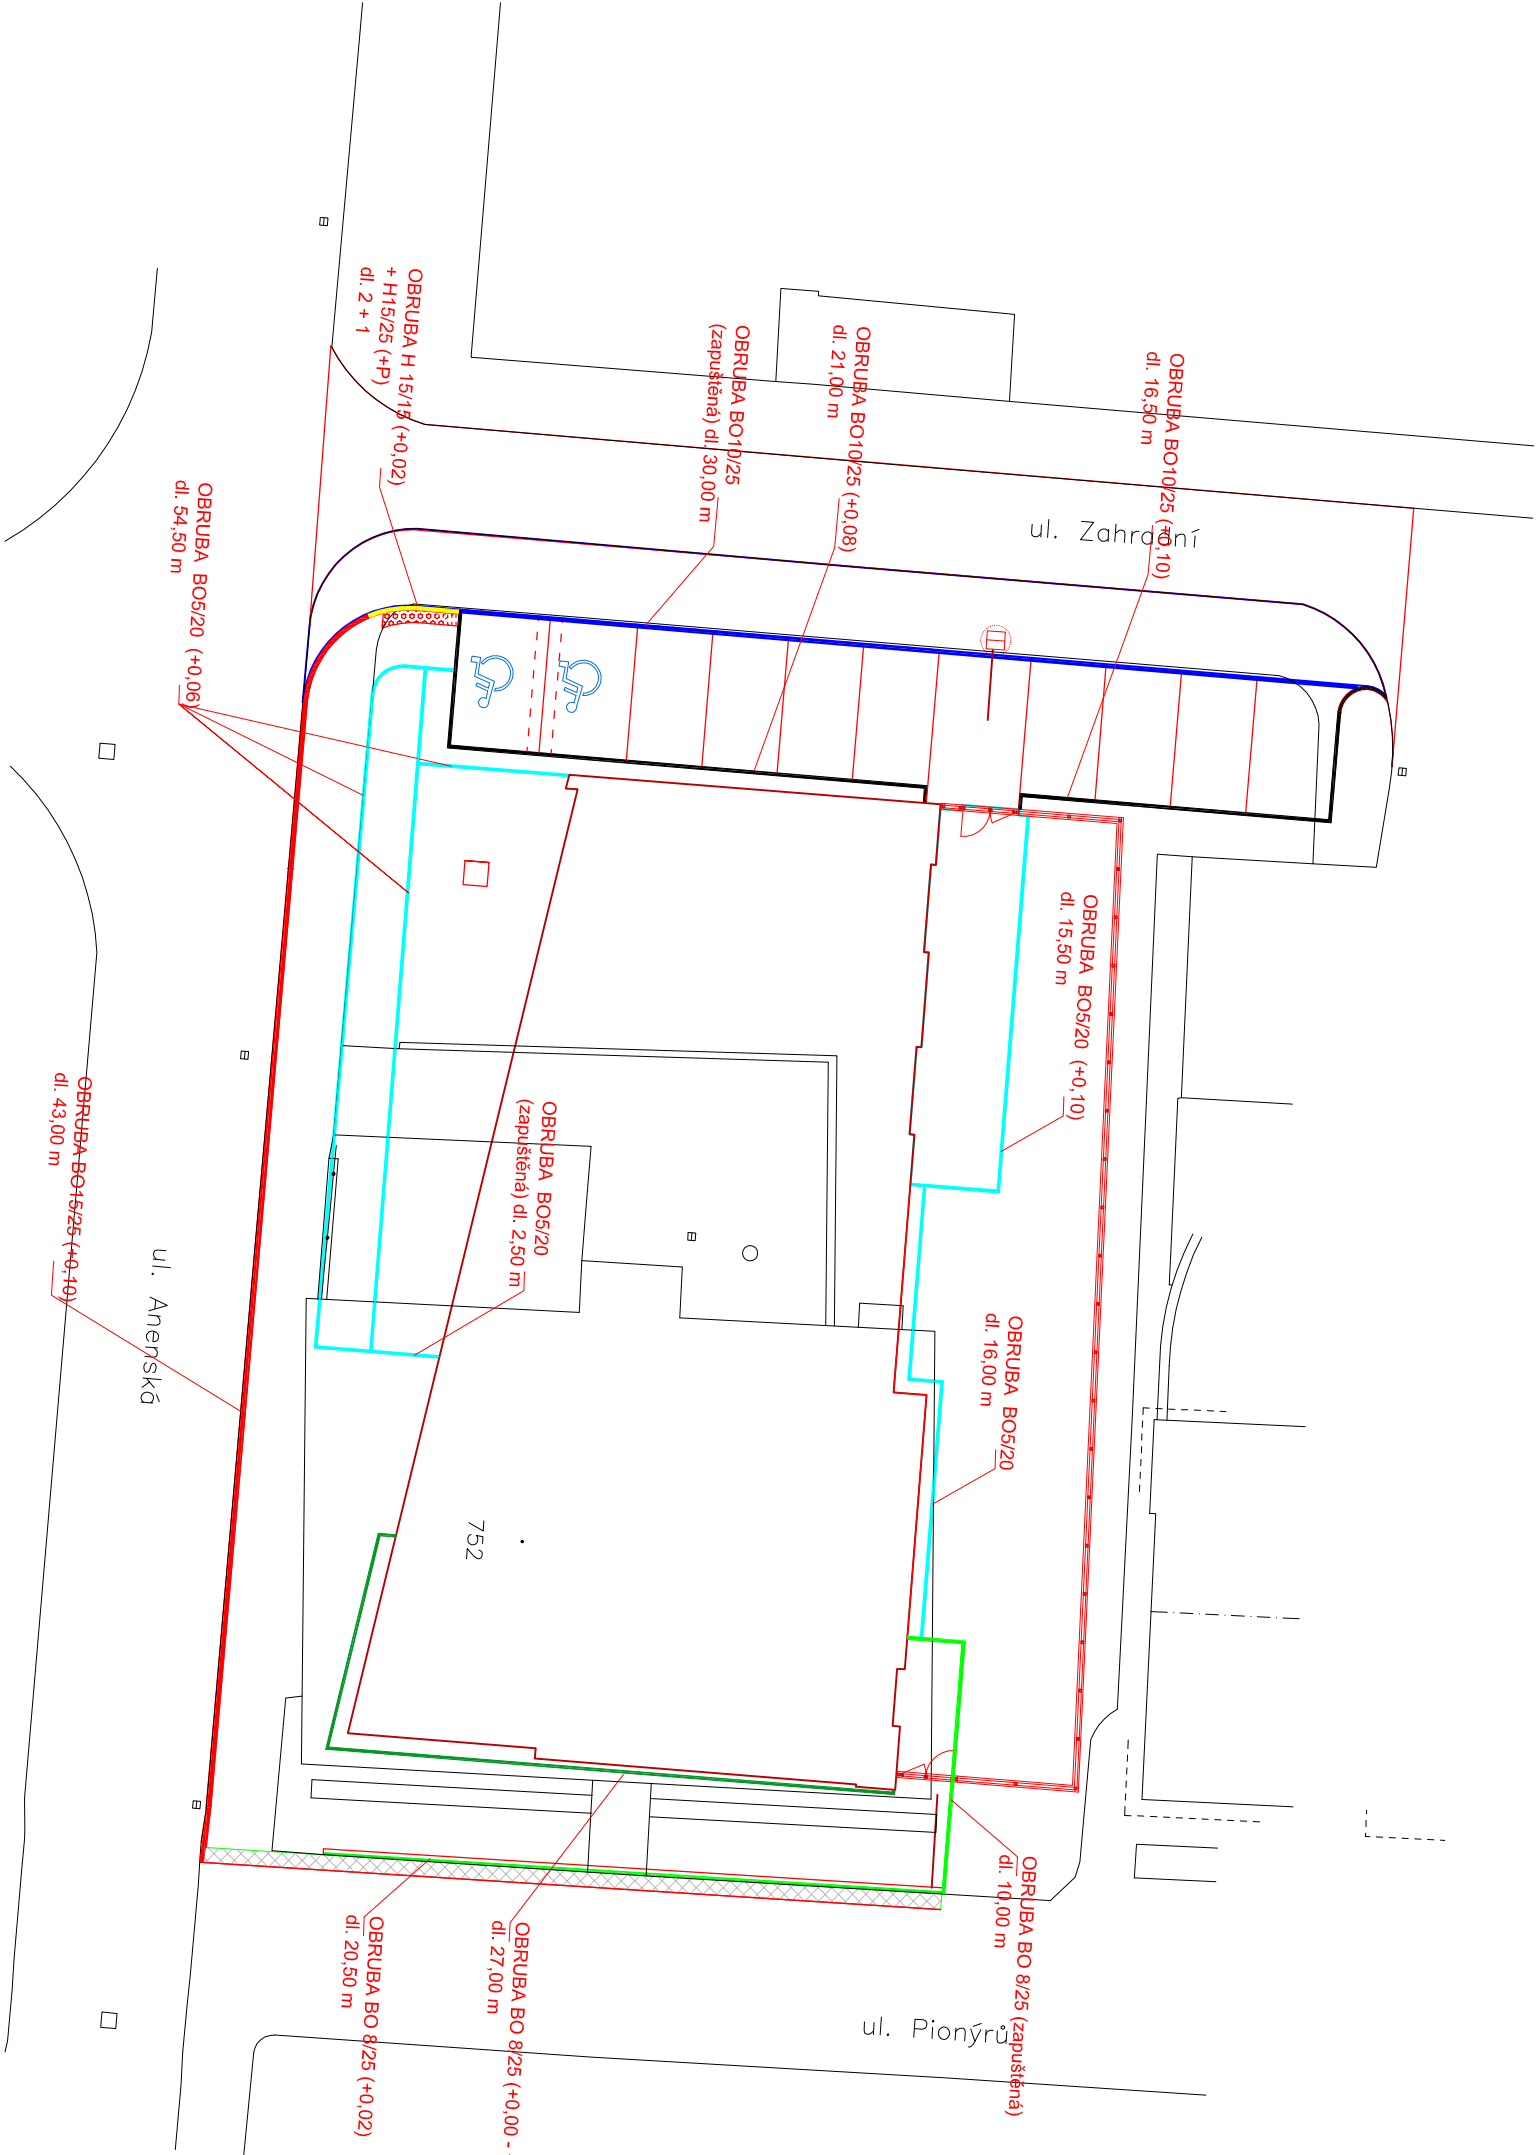 OBRUBA H 15/15 (+0,02)
+ H15/25 (+P)
dl. 2 + 1
OBRUBA BO10/25
(zapuštěná) dl. 30,00 m
OBRUBA BO10/25 (+0,08)
dl. 21,00 m
OBRUBA BO10/25 (+0,10)
dl. 16,50 m
ul. Zahradní
OBRUBA BO5/20 (+0,06)
dl. 54,50 m
OBRUBA BO5/20 (+0,10)
dl. 15,50 m
OBRUBA BO5/20
(zapuštěná) dl. 2,50 m
OBRUBA BO15/25 (+0,10)
dl. 43,00 m
ul. Anenská
OBRUBA BO5/20
dl. 16,00 m
752
OBRUBA BO 8/25 (zapuštěná)
dl. 10,00 m
OBRUBA BO 8/25 (+0,00 -
dl. 27,00 m
OBRUBA BO 8/25 (+0,02)
dl. 20,50 m
ul. Pionýrů